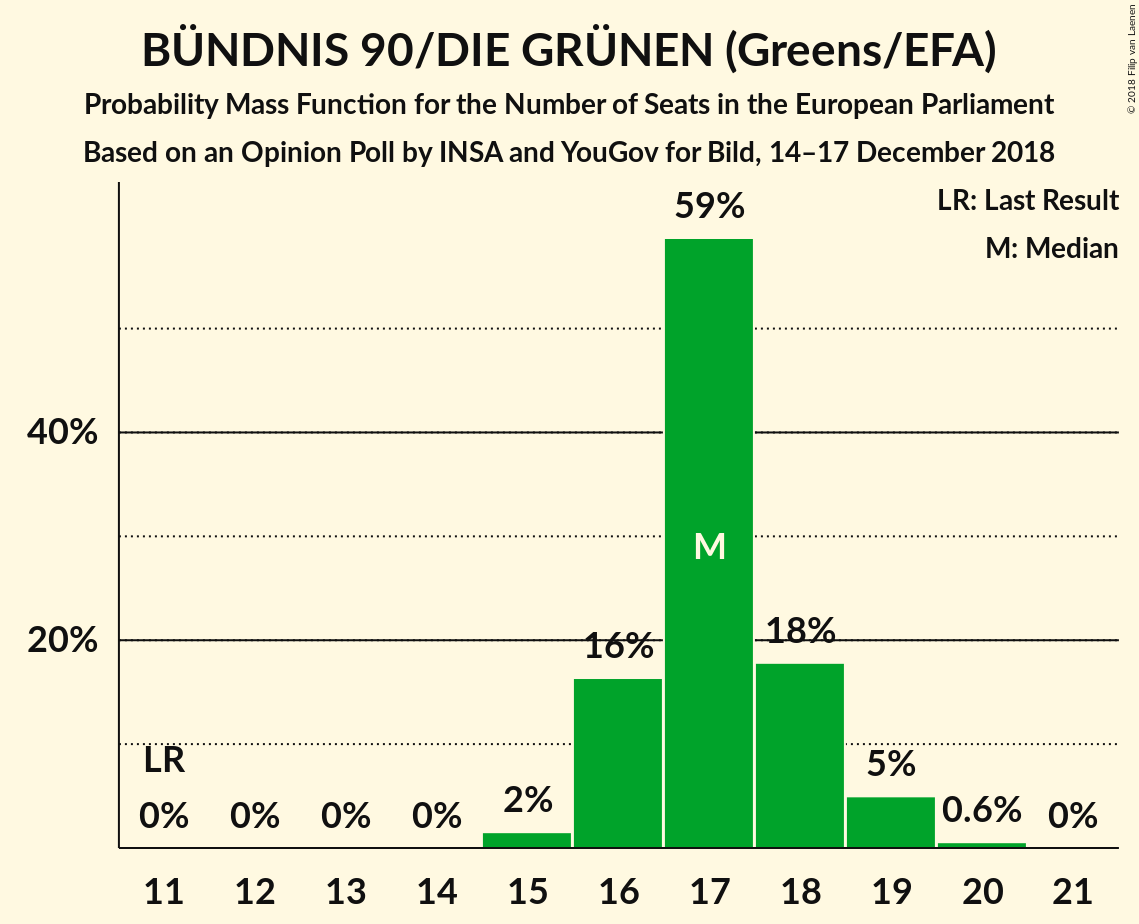 BÜNDNIS 90/DIE GRÜNEN (Greens/EFA)
Probability Mass Function for the Number of Seats in the European Parliament
Based on an Opinion Poll by INSA and YouGov for Bild, 14–17 December 2018
© 2018 Filip van Laenen
LR: Last Result
M: Median
59%
40%
M
20%
16%
18%
LR
5%
2%
0.6%
0%
0%
0%
0%
0%
11 12 13 14 15 16 17 18 19 20 21